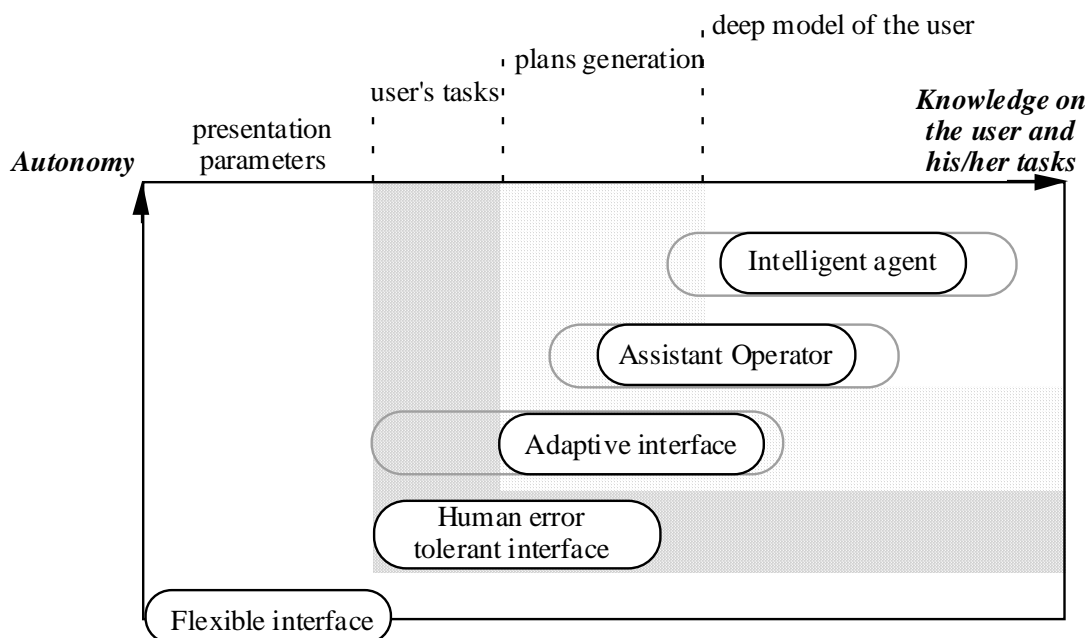 deep model of the user
plans generation
user's tasks
Knowledge on
the user and
his/her tasks
presentation
parameters
Autonomy
Intelligent agent
Assistant Operator
Adaptive interface
Human error
tolerant interface
Flexible interface